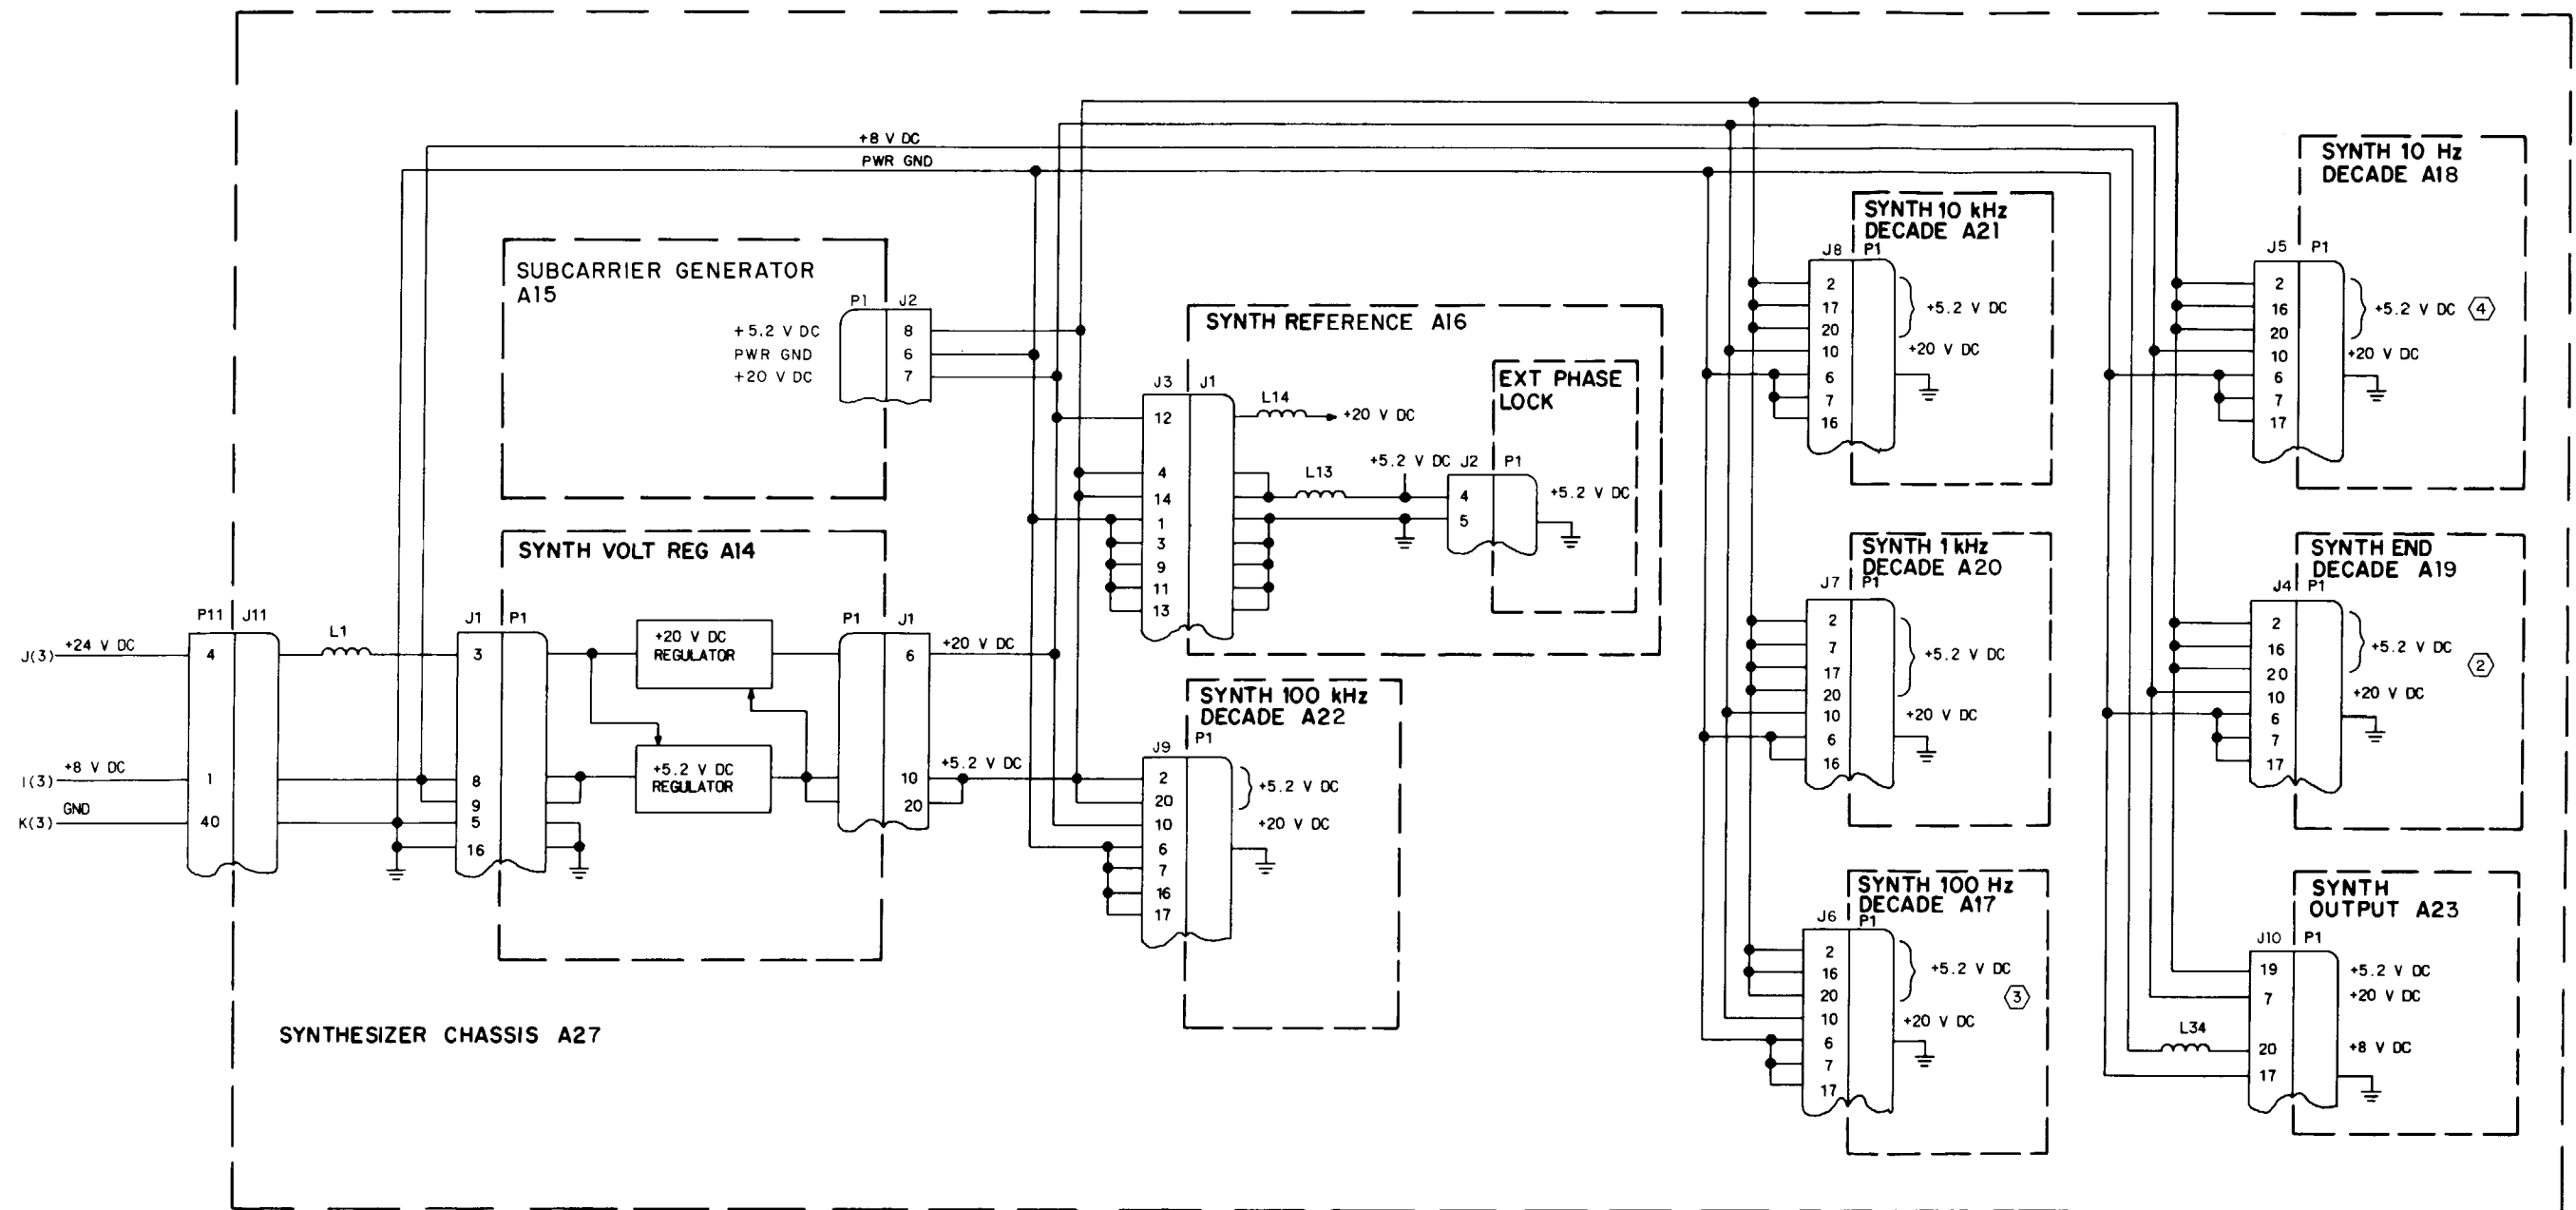 +8 V DC
PWR GND
SUBCARRIER GENERATOR
A15
P1 J2
+5.2 V DC 8
PWR GND 6
+20 V DC 7
SYNTH VOLT REG A14
P11 J11
J(3) +24 V DC 4
I(3) +8 V DC 1
K(3) GND 40
L1
J1 P1
3
8
9
5
16
+20 V DC
REGULATOR
+5.2 V DC
REGULATOR
P1 J1
6 +20 V DC
10 +5.2 V DC
20
SYNTHESIZER CHASSIS A27
SYNTH REFERENCE A16
J3 J1
12
4
14
1
3
9
11
13
L14
+20 V DC
L13
+5.2 V DC
EXT PHASE
LOCK
J2 P1
4 +5.2 V DC
5
SYNTH 100 kHz
DECADE A22
J9 P1
2
20
+5.2 V DC
10 +20 V DC
6
7
16
17
SYNTH 10 kHz
DECADE A21
J8 P1
2
17
20
+5.2 V DC
10 +20 V DC
6
7
16
SYNTH 1 kHz
DECADE A20
J7 P1
2
7
17
20
+5.2 V DC
10 +20 V DC
6
16
SYNTH 100 Hz
DECADE A17
J6 P1
2
16
20
+5.2 V DC
3
10 +20 V DC
6
7
17
SYNTH 10 Hz
DECADE A18
J5 P1
2
16
20
+5.2 V DC 4
10 +20 V DC
6
7
17
SYNTH END
DECADE A19
J4 P1
2
16
20
+5.2 V DC
2
10 +20 V DC
6
7
17
SYNTH
OUTPUT A23
J10 P1
19 +5.2 V DC
7 +20 V DC
L34
20 +8 V DC
17